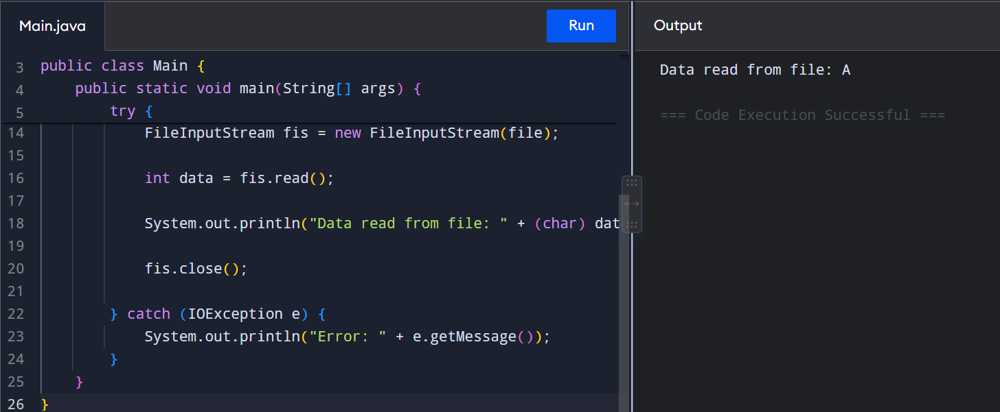 Main.java
Run
3 public class Main {
4     public static void main(String[] args) {
5         try {
14             FileInputStream fis = new FileInputStream(file);
15
16             int data = fis.read();
17
18             System.out.println("Data read from file: " + (char) dat
19
20             fis.close();
21
22         } catch (IOException e) {
23             System.out.println("Error: " + e.getMessage());
24         }
25     }
26 }
Output
Data read from file: A
=== Code Execution Successful ===